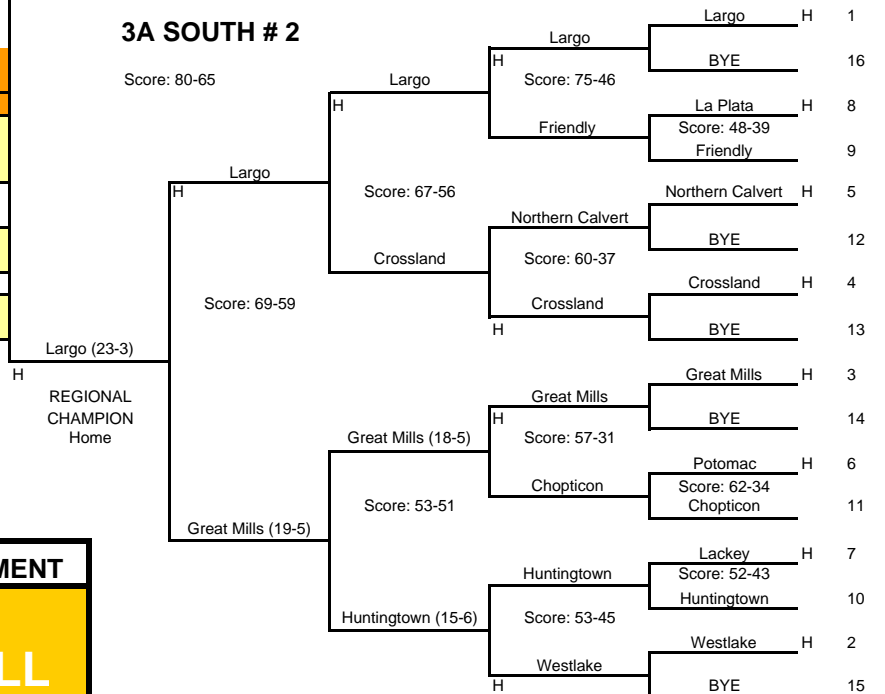 3A SOUTH # 2
Score: 80-65
Largo H 1
Largo
H
BYE 16
Score: 75-46
Largo
H
La Plata H 8
Score: 48-39
Friendly
Friendly 9
Largo
H
Score: 67-56
Northern Calvert H 5
Northern Calvert
BYE 12
Crossland
Score: 60-37
Crossland H 4
Crossland
H
BYE 13
Score: 69-59
Largo (23-3)
H
REGIONAL
CHAMPION
Home
Great Mills H 3
Great Mills
H
BYE 14
Great Mills (18-5)
Score: 57-31
Potomac H 6
Score: 62-34
Chopticon
Chopticon 11
Score: 53-51
Great Mills (19-5)
Lackey H 7
Score: 52-43
Huntingtown
Huntingtown 10
Huntingtown (15-6)
Score: 53-45
Westlake H 2
Westlake
H
BYE 15
MENT
LL